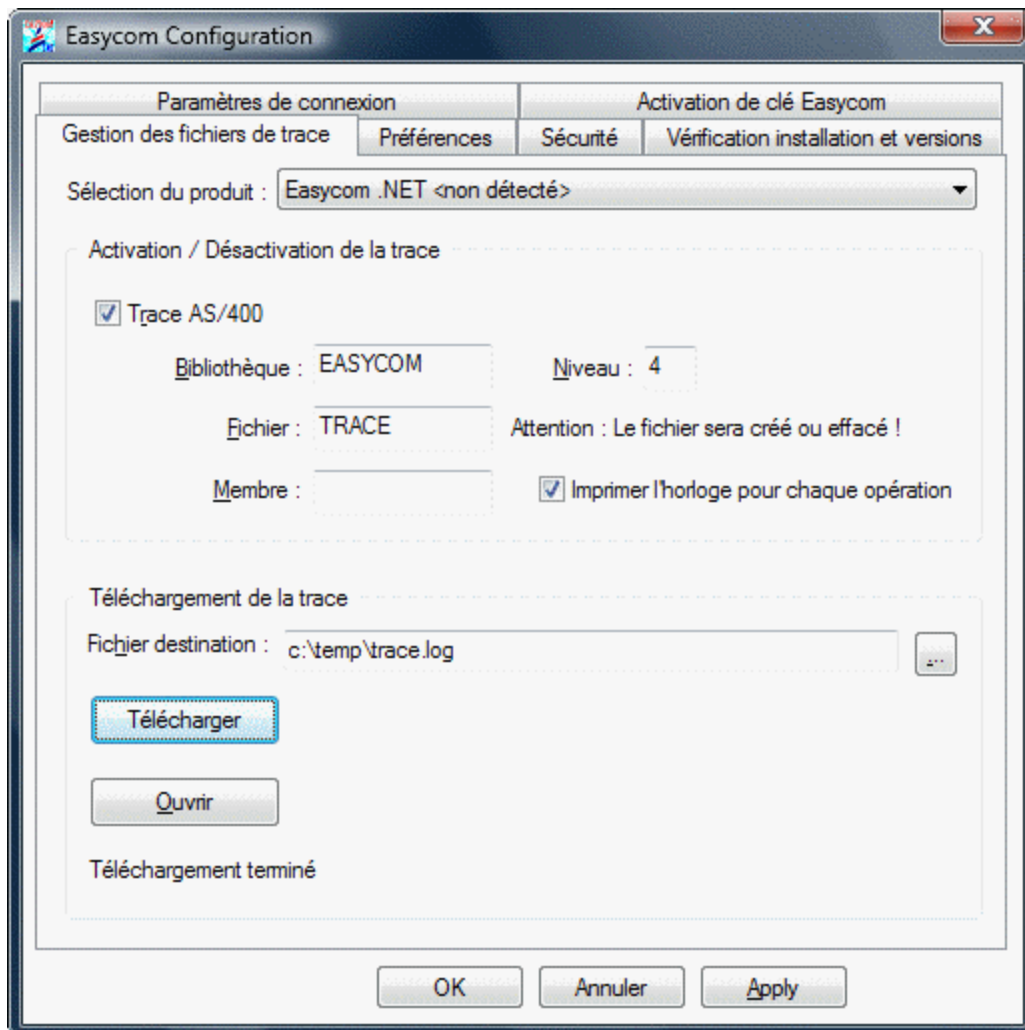 Easycom Configuration
Paramètres de connexion
Activation de clé Easycom
Gestion des fichiers de trace
Préférences
Sécurité
Vérification installation et versions
Sélection du produit : Easycom .NET <non détecté>
Activation / Désactivation de la trace
Trace AS/400
Bibliothèque : EASYCOM Niveau : 4
Fichier : TRACE Attention : Le fichier sera créé ou effacé !
Membre : Imprimer l'horloge pour chaque opération
Téléchargement de la trace
Fichier destination : c:\temp\trace.log ...
Télécharger
Ouvrir
Téléchargement terminé
OK Annuler Apply